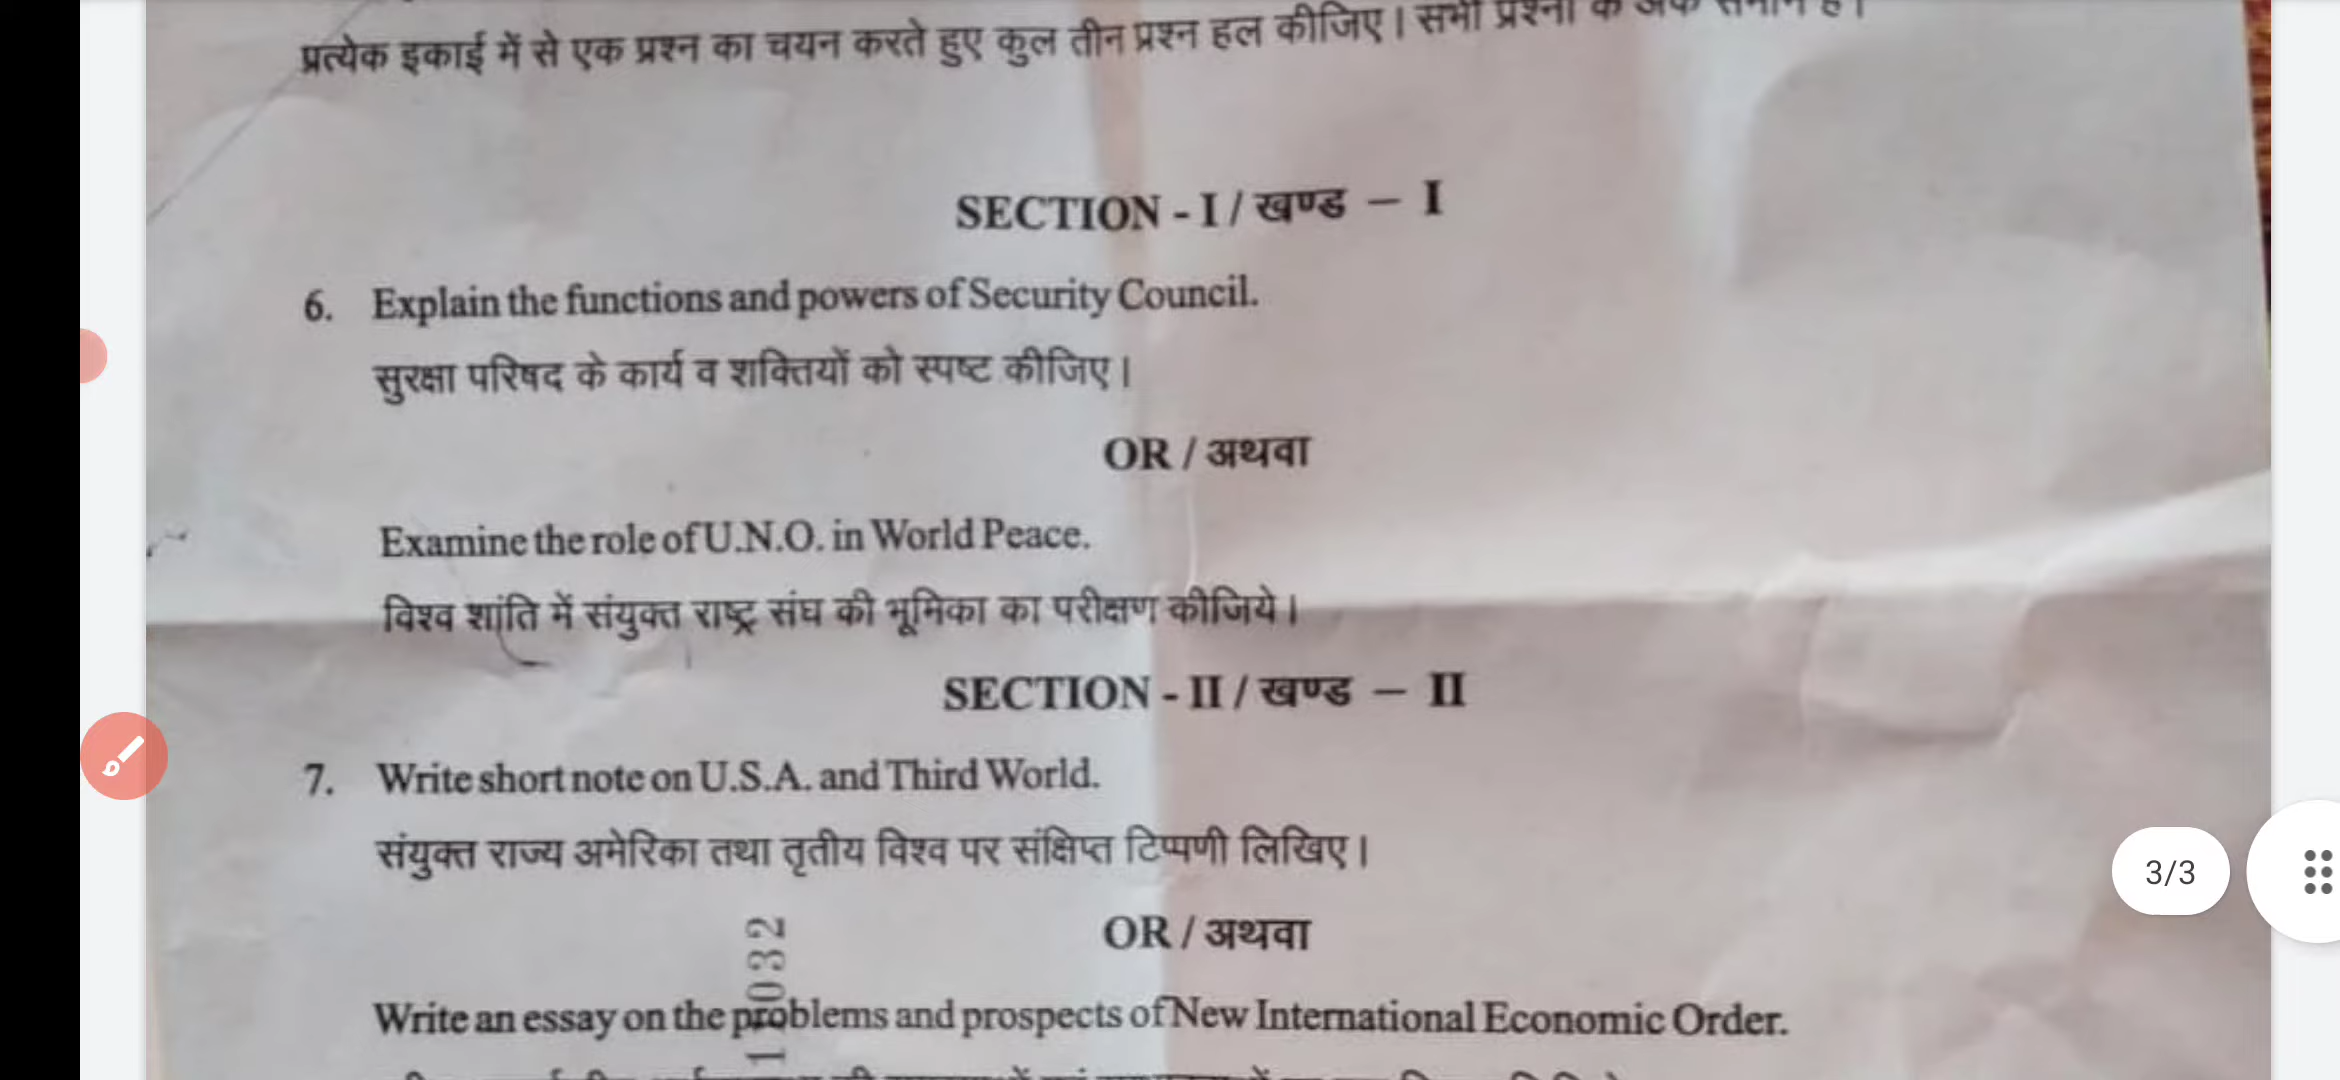 प्रत्येक इकाई में से एक प्रश्न का चयन करते हुए कुल तीन प्रश्न हल कीजिए। सभी प्रश्नों के अंक समान हैं।
SECTION - I / खण्ड – I
6. Explain the functions and powers of Security Council.
सुरक्षा परिषद के कार्य व शक्तियों को स्पष्ट कीजिए।
OR / अथवा
Examine the role of U.N.O. in World Peace.
विश्व शांति में संयुक्त राष्ट्र संघ की भूमिका का परीक्षण कीजिये।
SECTION - II / खण्ड – II
7. Write short note on U.S.A. and Third World.
संयुक्त राज्य अमेरिका तथा तृतीय विश्व पर संक्षिप्त टिप्पणी लिखिए।
3/3
OR / अथवा
Write an essay on the problems and prospects of New International Economic Order.